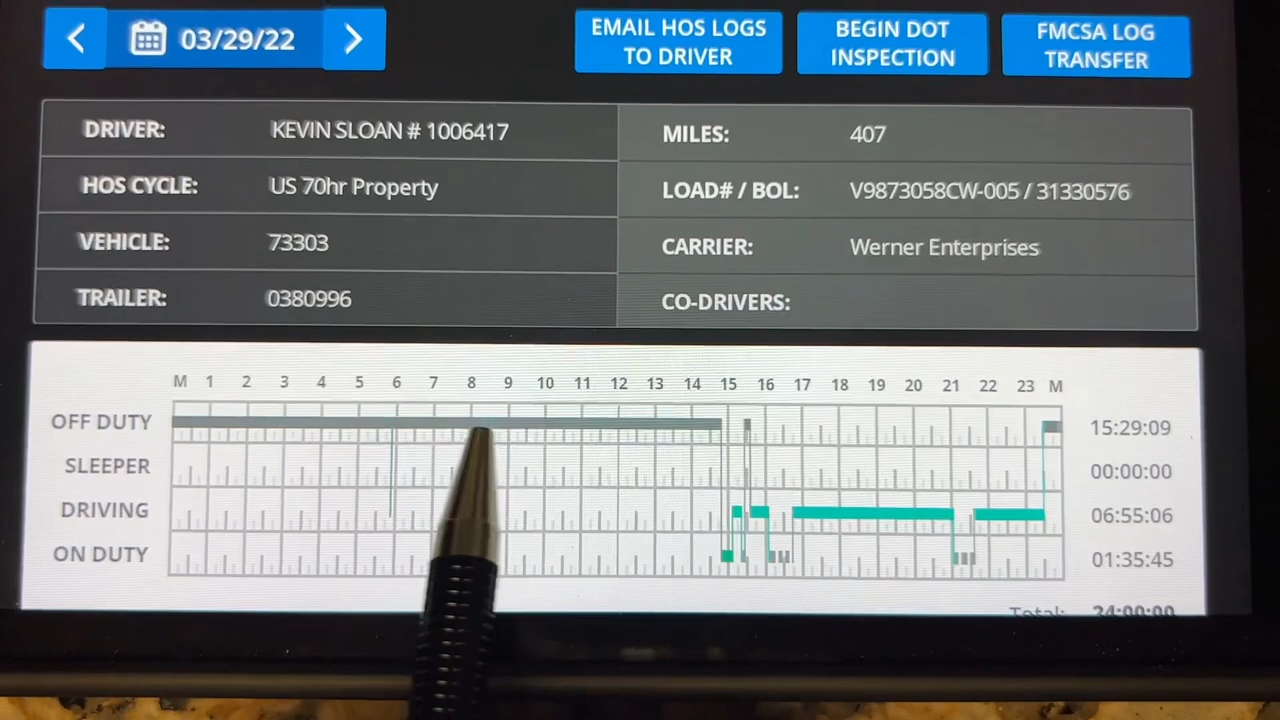 03/29/22
EMAIL HOS LOGS
TO DRIVER
BEGIN DOT
INSPECTION
FMCSA LOG
TRANSFER
DRIVER: KEVIN SLOAN # 1006417
HOS CYCLE: US 70hr Property
VEHICLE: 73303
TRAILER: 0380996
MILES: 407
LOAD# / BOL: V9873058CW-005 / 31330576
CARRIER: Werner Enterprises
CO-DRIVERS:
M 1 2 3 4 5 6 7 8 9 10 11 12 13 14 15 16 17 18 19 20 21 22 23 M
OFF DUTY 15:29:09
SLEEPER 00:00:00
DRIVING 06:55:06
ON DUTY 01:35:45
Total: 24:00:00